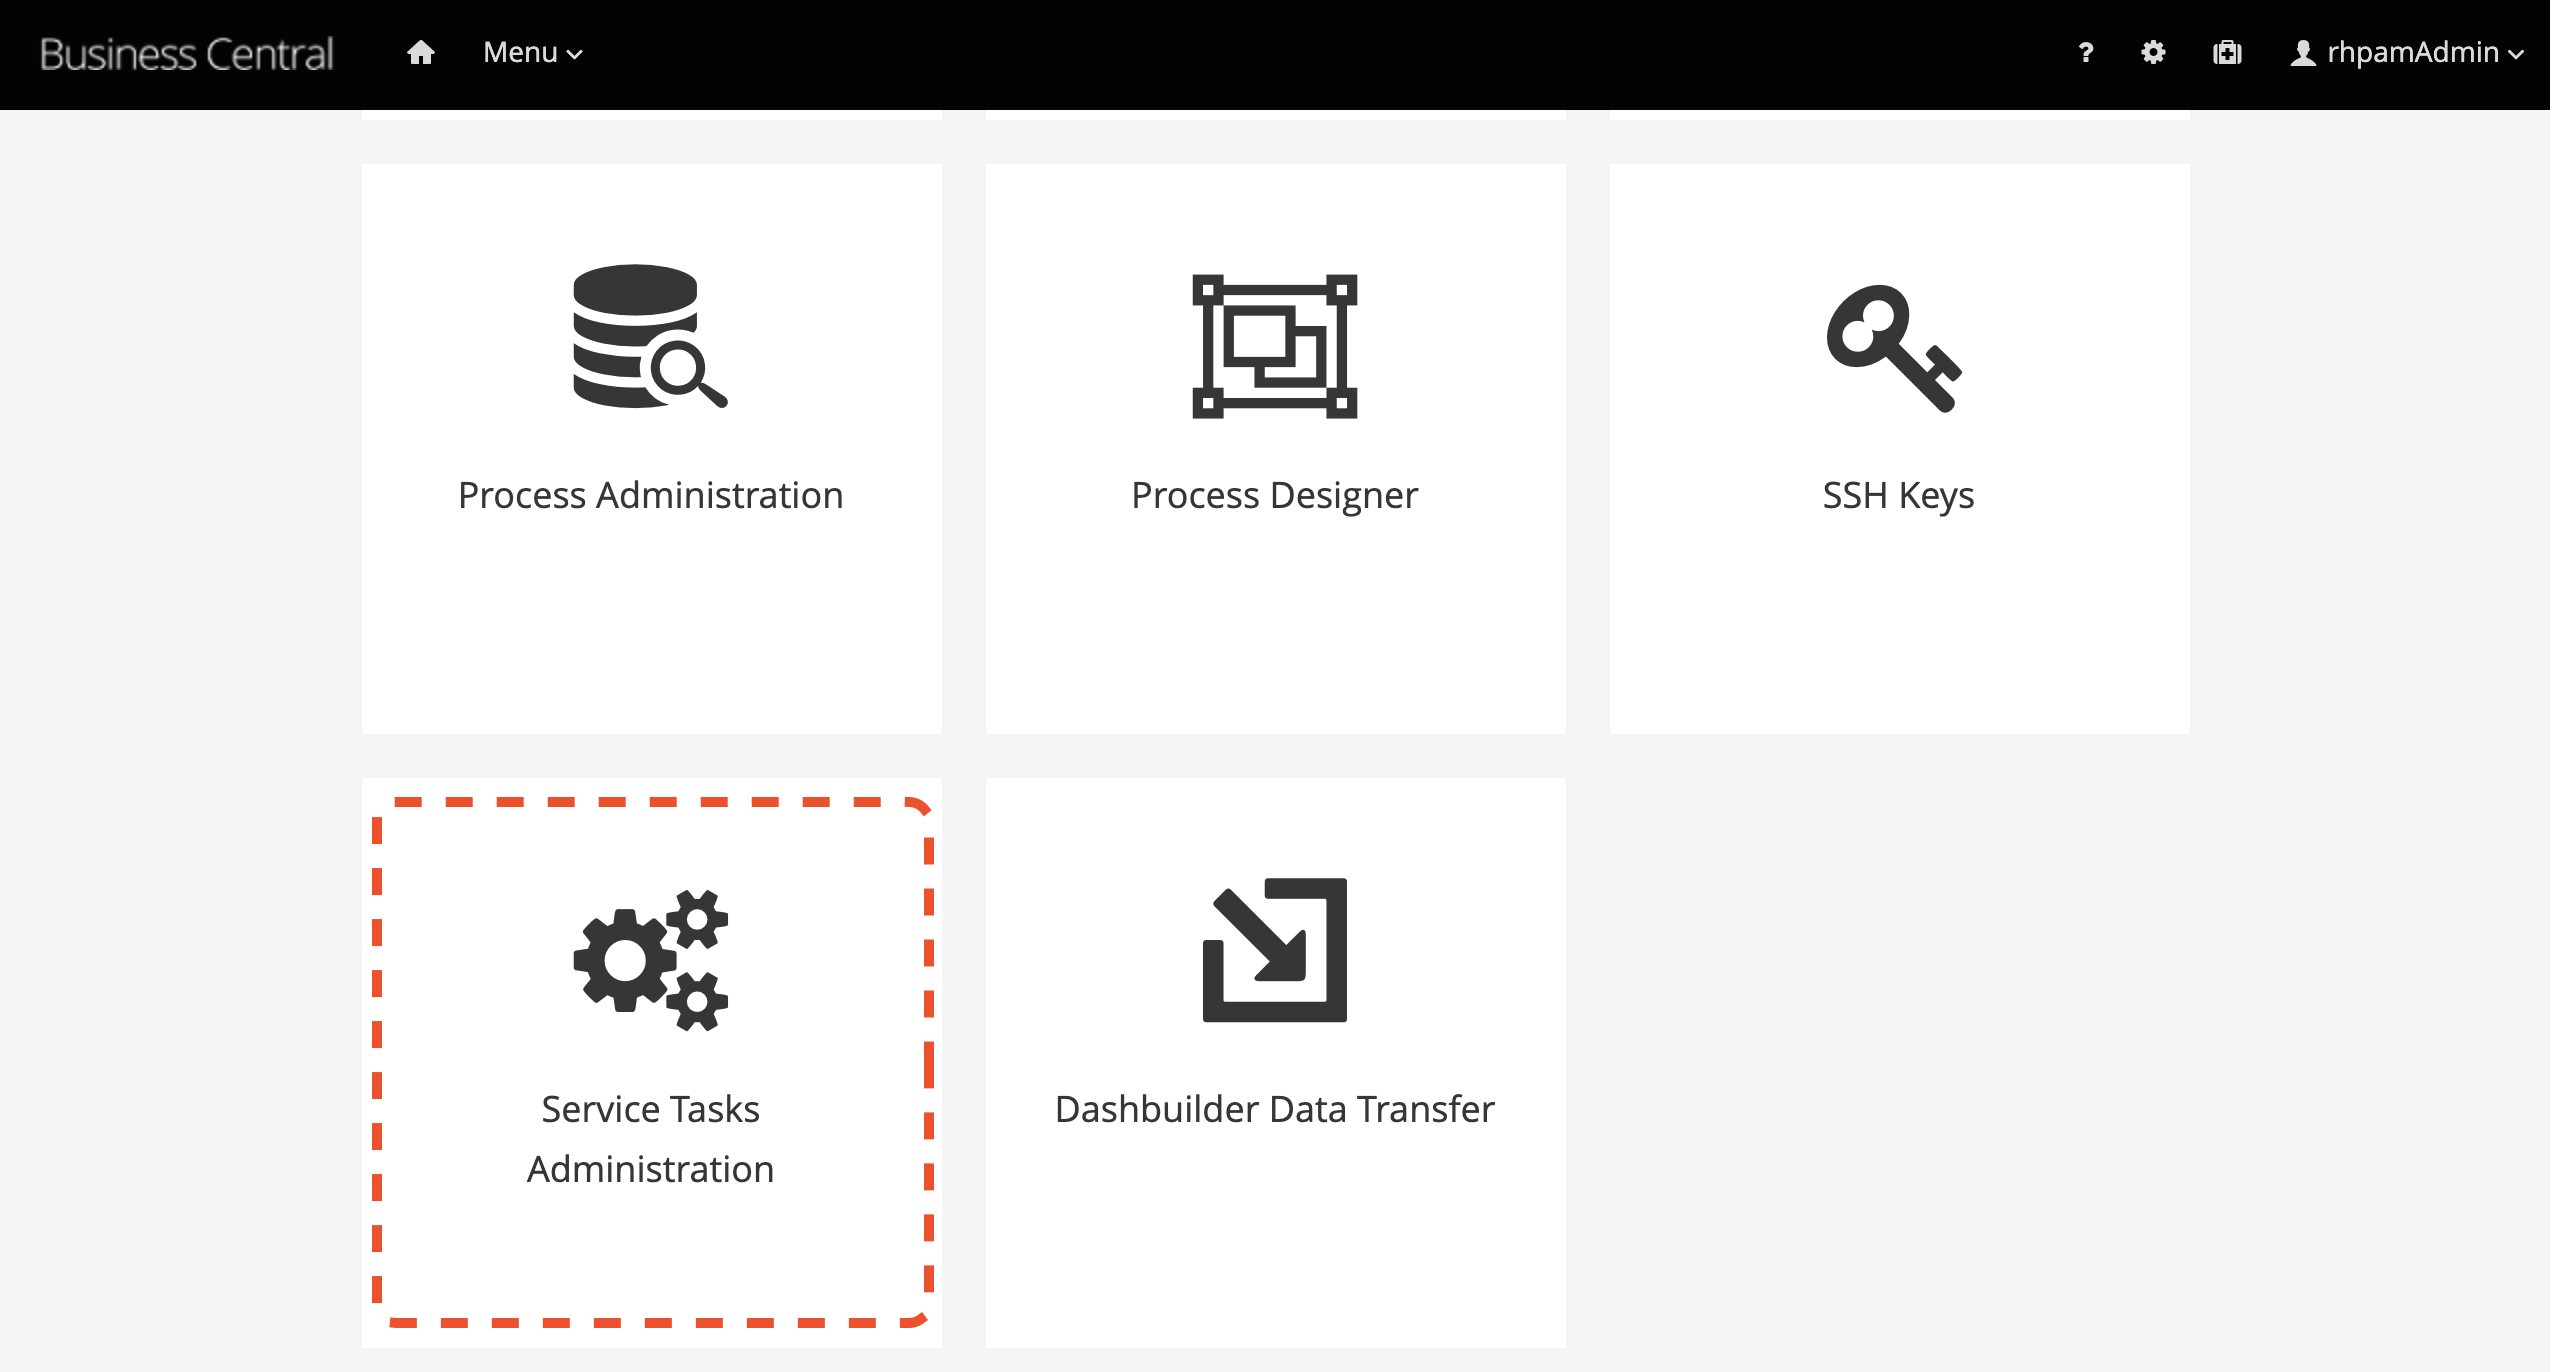 Business Central
Menu
?
rhpamAdmin
Process Administration
Process Designer
SSH Keys
Service Tasks
Administration
Dashbuilder Data Transfer